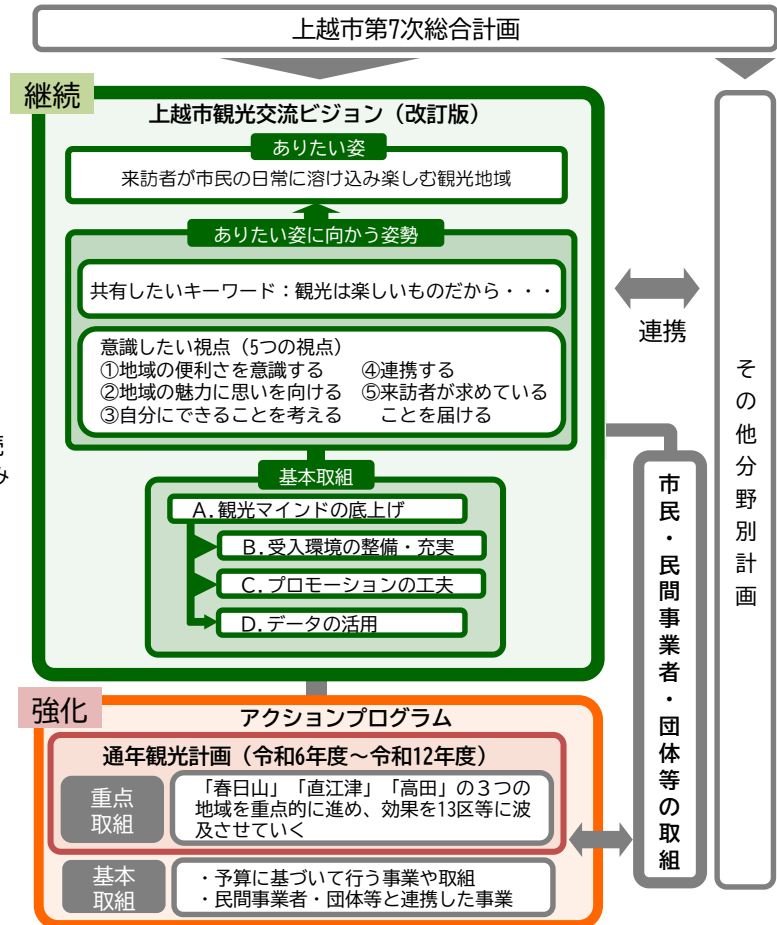 上越市第7次総合計画
継続
上越市観光交流ビジョン（改訂版）
ありたい姿
来訪者が市民の日常に溶け込み楽しむ観光地域
ありたい姿に向かう姿勢
共有したいキーワード：観光は楽しいものだから・・・
意識したい視点（5つの視点）
①地域の便利さを意識する
②地域の魅力に思いを向ける
③自分にできることを考える
④連携する
⑤来訪者が求めている
ことを届ける
基本取組
A.観光マインドの底上げ
B.受入環境の整備・充実
C.プロモーションの工夫
D.データの活用
連携
その他分野別計画
市民・民間事業者・団体等の取組
強化
アクションプログラム
通年観光計画（令和6年度～令和12年度）
重点
取組
「春日山」「直江津」「高田」の３つの
地域を重点的に進め、効果を13区等に波
及させていく
基本
取組
・予算に基づいて行う事業や取組
・民間事業者・団体等と連携した事業